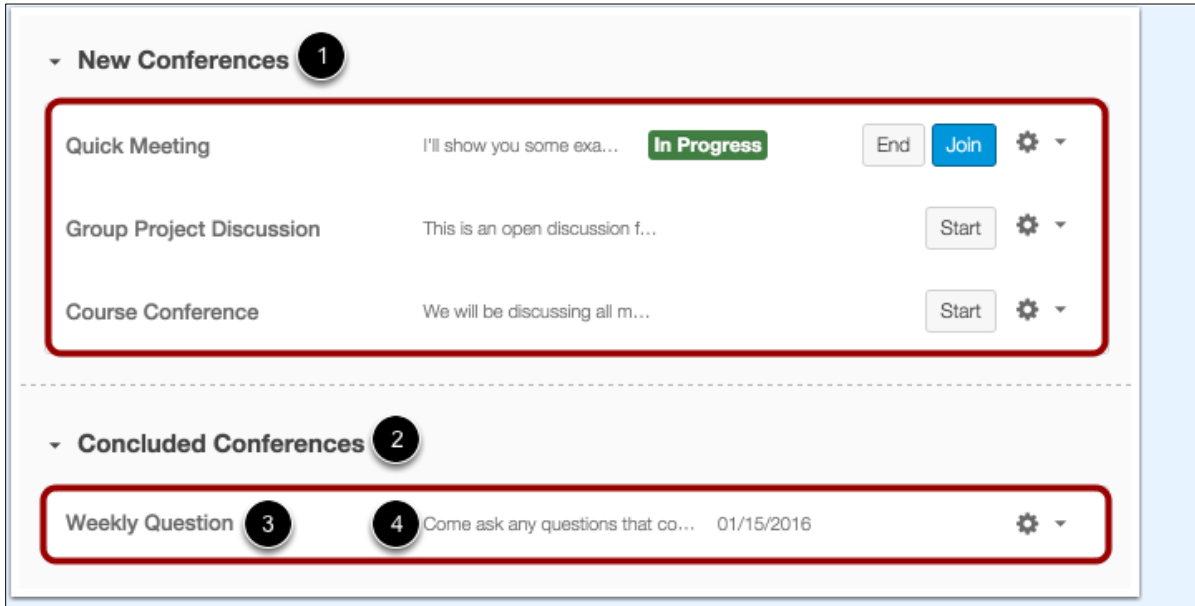 New Conferences 1
Quick Meeting I'll show you some exa... In Progress End Join
Group Project Discussion This is an open discussion f... Start
Course Conference We will be discussing all m... Start
Concluded Conferences 2
Weekly Question 3 4 Come ask any questions that co... 01/15/2016